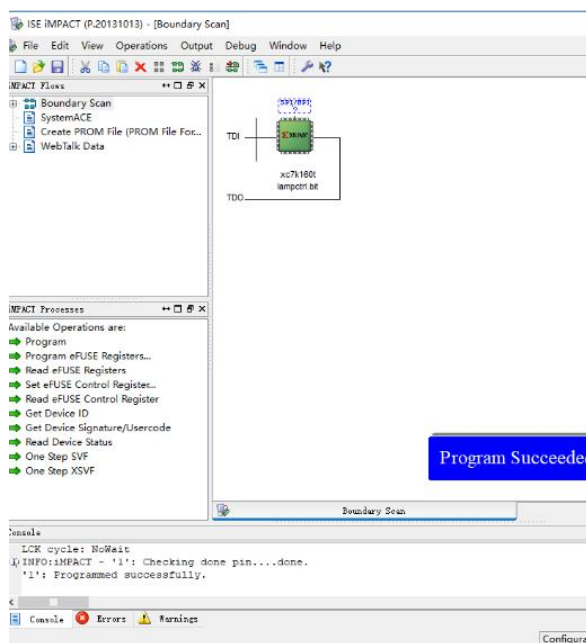 ISE iMPACT (P.20131013) - [Boundary Scan]
File Edit View Operations Output Debug Window Help
iMPACT Flows
Boundary Scan
SystemACE
Create PROM File (PROM File For...
WebTalk Data
SPI/BPI
?
TDI
XILINX
xc7k160t
lampctrl.bit
TDO
iMPACT Processes
Available Operations are:
Program
Program eFUSE Registers...
Read eFUSE Registers
Set eFUSE Control Register...
Read eFUSE Control Register
Get Device ID
Get Device Signature/Usercode
Read Device Status
One Step SVF
One Step XSVF
Program Succeeded
Boundary Scan
Console
LCK cycle: NoWait
INFO:iMPACT - '1': Checking done pin....done.
'1': Programmed successfully.
Console Errors Warnings
Configura